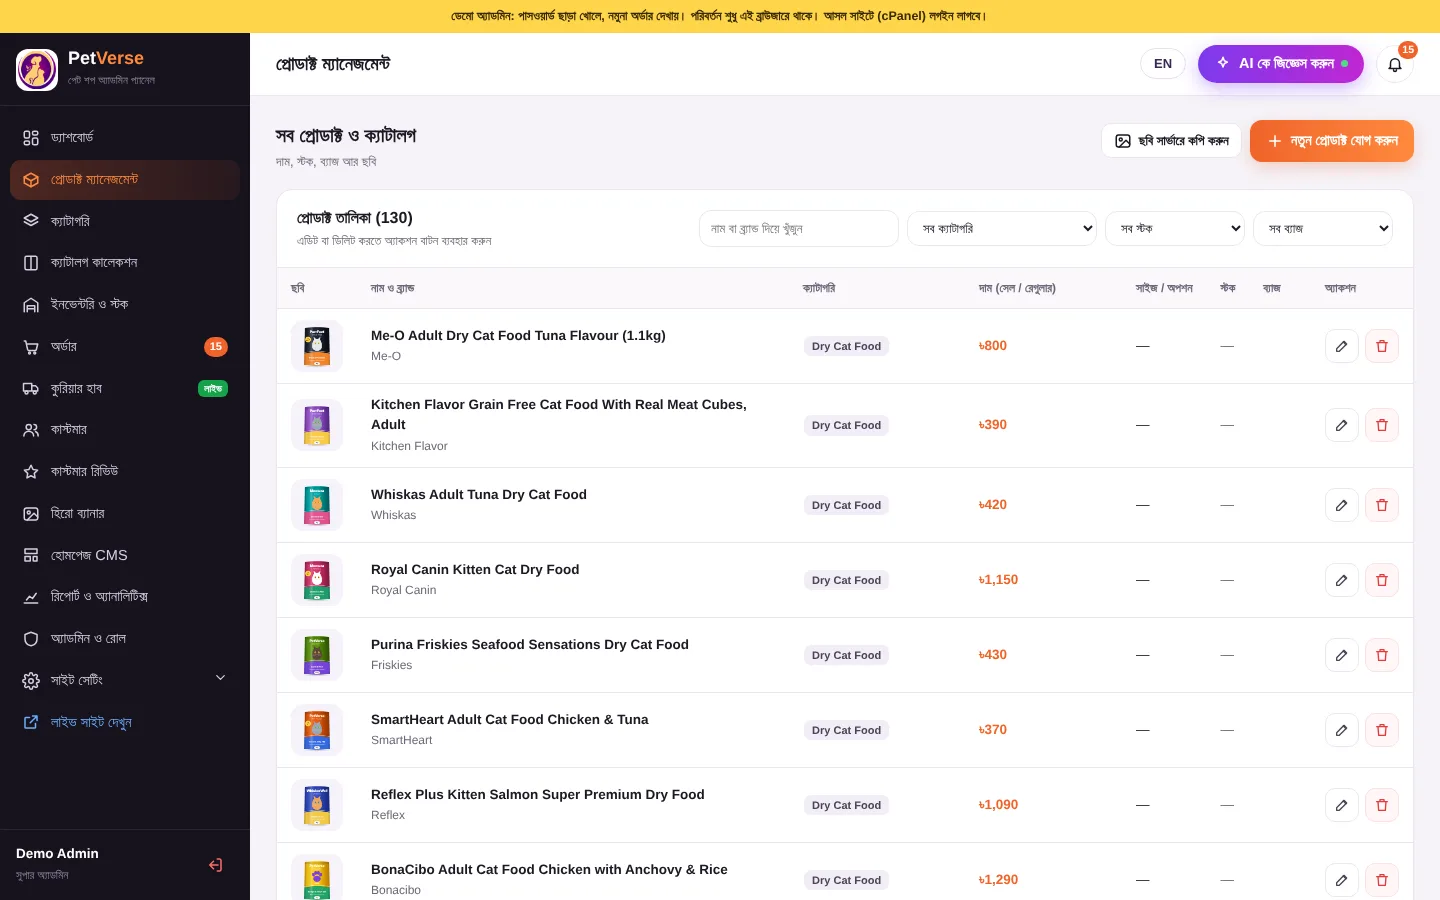 ডেমো অ্যাডমিন: পাসওয়ার্ড ছাড়া খোলে, নমুনা অর্ডার দেখায়। পরিবর্তন শুধু এই ব্রাউজারে থাকে। আসল সাইটে (cPanel) লগইন লাগবে।
PetVerse
পেট শপ অ্যাডমিন প্যানেল
ড্যাশবোর্ড
প্রোডাক্ট ম্যানেজমেন্ট
ক্যাটাগরি
ক্যাটালগ কালেকশন
ইনভেন্টরি ও স্টক
অর্ডার 15
কুরিয়ার হাব লাইভ
কাস্টমার
কাস্টমার রিভিউ
হিরো ব্যানার
হোমপেজ CMS
রিপোর্ট ও অ্যানালিটিক্স
অ্যাডমিন ও রোল
সাইট সেটিং
লাইভ সাইট দেখুন
Demo Admin
সুপার অ্যাডমিন
প্রোডাক্ট ম্যানেজমেন্ট
EN
AI কে জিজ্ঞেস করুন
15
সব প্রোডাক্ট ও ক্যাটালগ
দাম, স্টক, ব্যাজ আর ছবি
ছবি সার্ভারে কপি করুন
নতুন প্রোডাক্ট যোগ করুন
প্রোডাক্ট তালিকা (130)
এডিট বা ডিলিট করতে অ্যাকশন বাটন ব্যবহার করুন
নাম বা ব্র্যান্ড দিয়ে খুঁজুন
সব ক্যাটাগরি
সব স্টক
সব ব্যাজ
ছবি নাম ও ব্র্যান্ড ক্যাটাগরি দাম (সেল / রেগুলার) সাইজ / অপশন স্টক ব্যাজ অ্যাকশন
Me-O Adult Dry Cat Food Tuna Flavour (1.1kg)
Me-O
Dry Cat Food ৳800 — —
Kitchen Flavor Grain Free Cat Food With Real Meat Cubes,
Adult
Kitchen Flavor
Dry Cat Food ৳390 — —
Whiskas Adult Tuna Dry Cat Food
Whiskas
Dry Cat Food ৳420 — —
Royal Canin Kitten Cat Dry Food
Royal Canin
Dry Cat Food ৳1,150 — —
Purina Friskies Seafood Sensations Dry Cat Food
Friskies
Dry Cat Food ৳430 — —
SmartHeart Adult Cat Food Chicken & Tuna
SmartHeart
Dry Cat Food ৳370 — —
Reflex Plus Kitten Salmon Super Premium Dry Food
Reflex
Dry Cat Food ৳1,090 — —
BonaCibo Adult Cat Food Chicken with Anchovy & Rice
Bonacibo
Dry Cat Food ৳1,290 — —